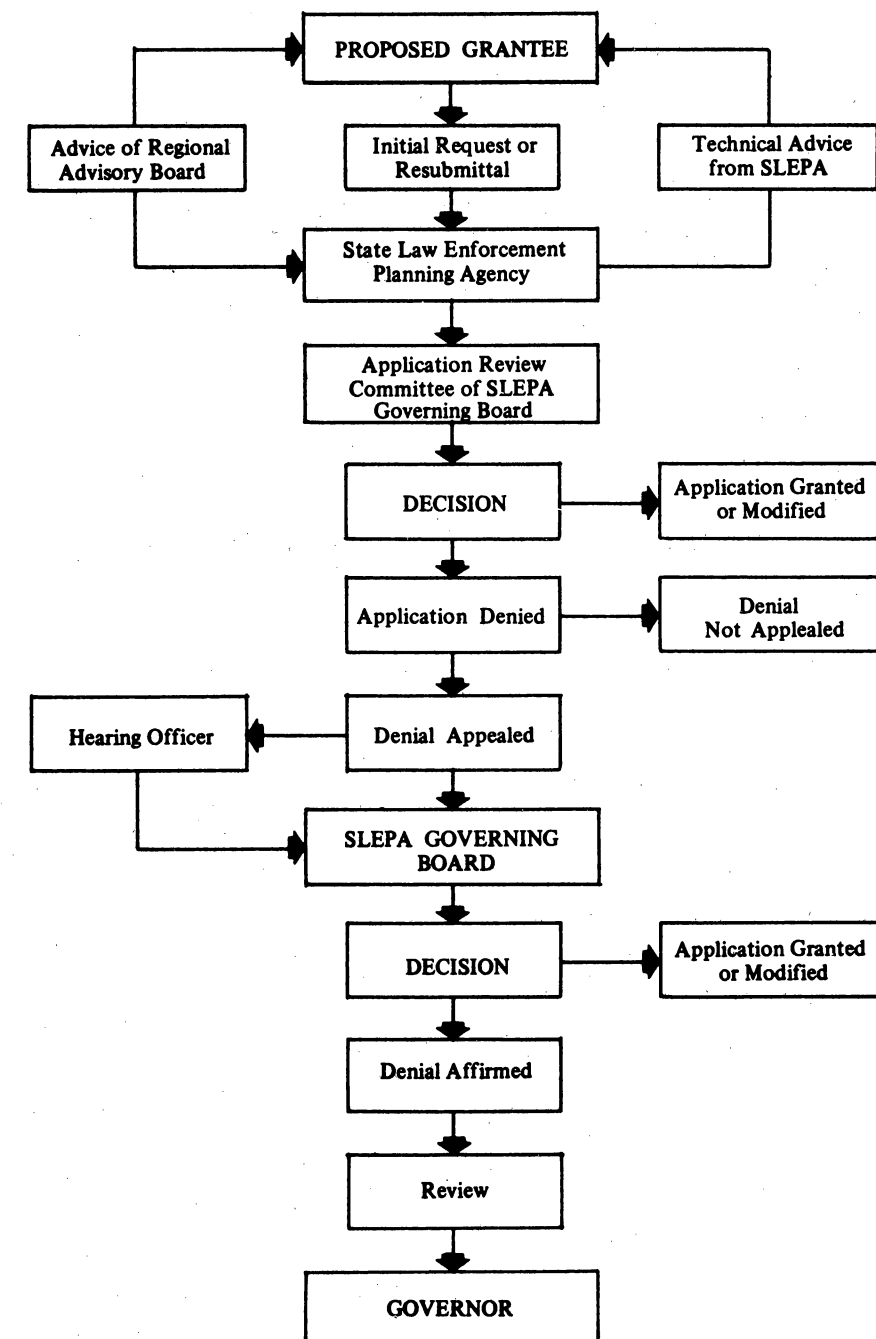 PROPOSED GRANTEE
Advice of Regional
Advisory Board
Initial Request or
Resubmittal
Technical Advice
from SLEPA
State Law Enforcement
Planning Agency
Application Review
Committee of SLEPA
Governing Board
DECISION
Application Granted
or Modified
Application Denied
Denial
Not Applealed
Hearing Officer
Denial Appealed
SLEPA GOVERNING
BOARD
DECISION
Application Granted
or Modified
Denial Affirmed
Review
GOVERNOR